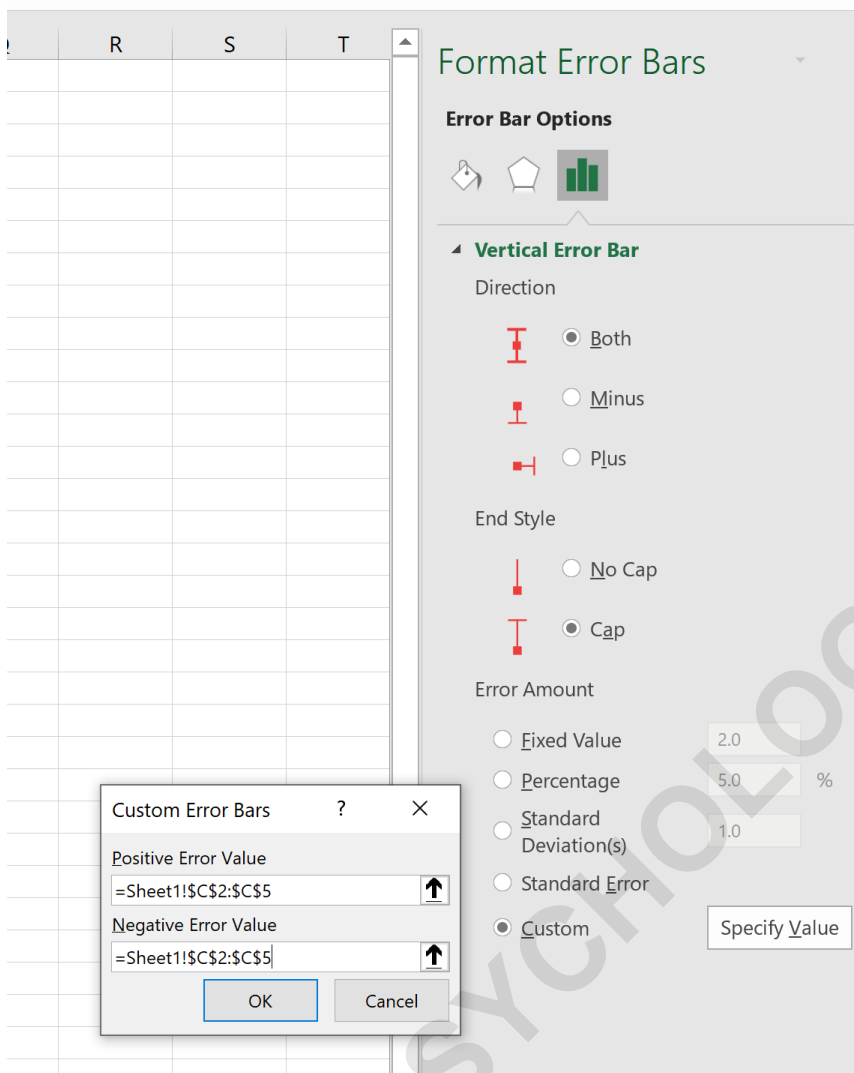 R S T
Format Error Bars
Error Bar Options
Vertical Error Bar
Direction
Both
Minus
Plus
End Style
No Cap
Cap
Error Amount
Fixed Value 2.0
Percentage 5.0 %
Standard
Deviation(s) 1.0
Standard Error
Custom Specify Value
Custom Error Bars ? ×
Positive Error Value
=Sheet1!$C$2:$C$5
Negative Error Value
=Sheet1!$C$2:$C$5
OK Cancel
SYCHOLOG